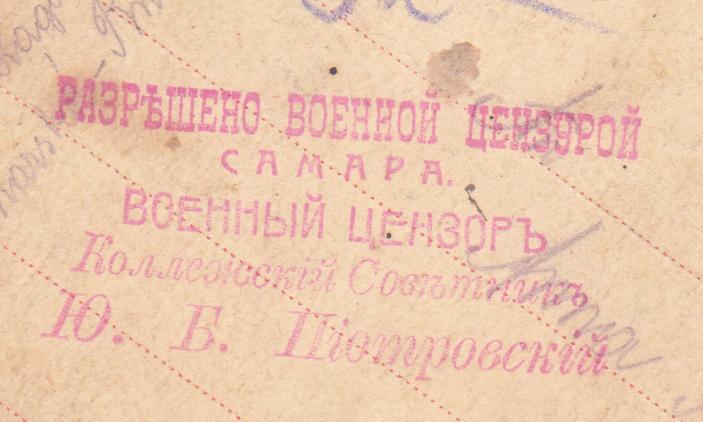 РАЗРѢШЕНО ВОЕННОЙ ЦЕНЗУРОЙ
САМАРА.
ВОЕННЫЙ ЦЕНЗОРЪ
Коллежскій Совѣтникъ
Ю. Б. Піотровскій